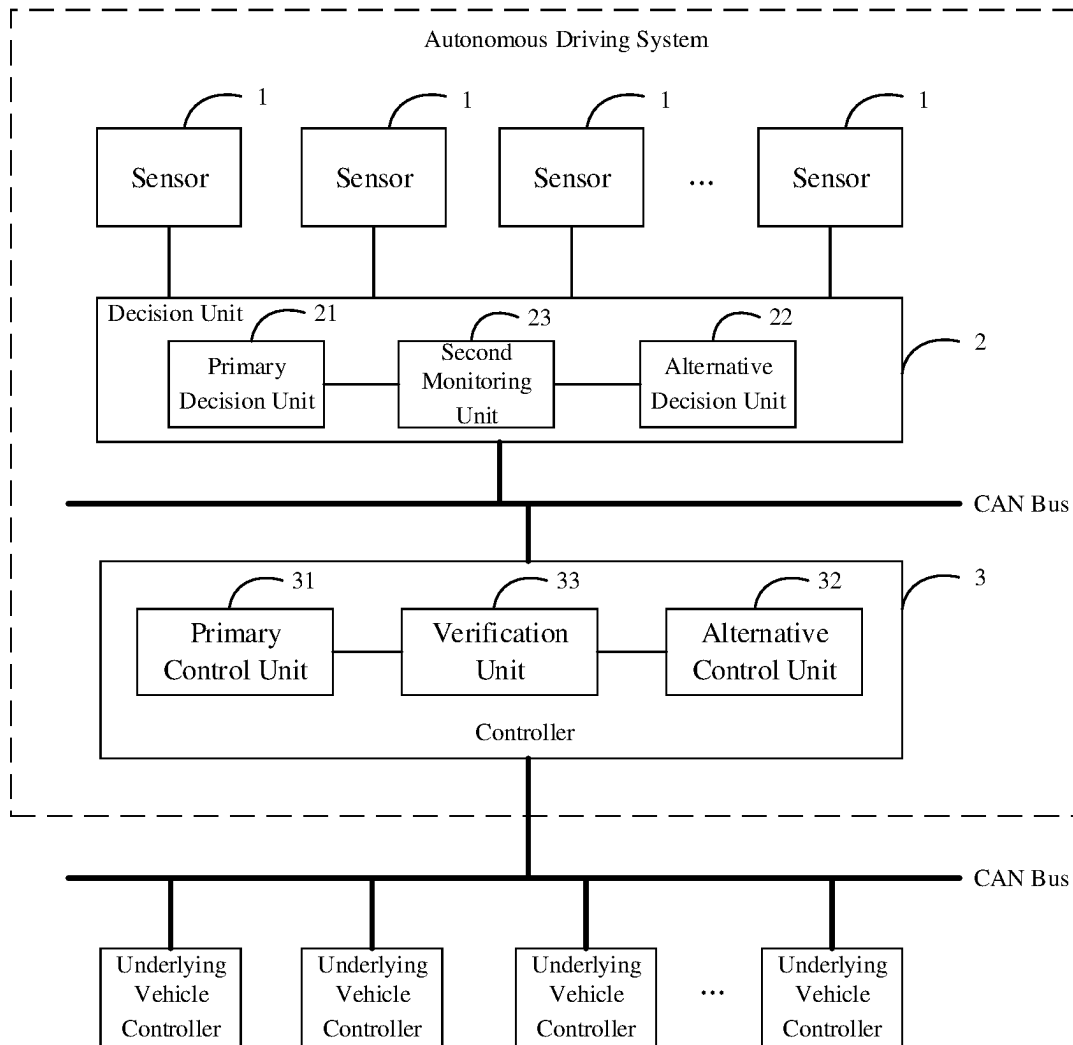 Autonomous Driving System
1 1 1 1
Sensor Sensor Sensor ... Sensor
Decision Unit 21 23 22
2
Primary
Decision Unit
Second
Monitoring
Unit
Alternative
Decision Unit
CAN Bus
31 33 32 3
Primary
Control Unit
Verification
Unit
Alternative
Control Unit
Controller
CAN Bus
Underlying
Vehicle
Controller
Underlying
Vehicle
Controller
Underlying
Vehicle
Controller
...
Underlying
Vehicle
Controller